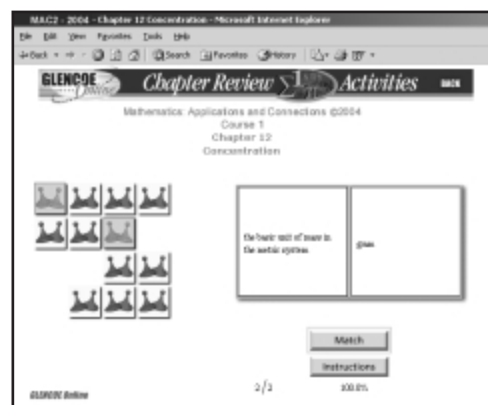 MAC2 - 2004 - Chapter 12 Concentration - Microsoft Internet Explorer
File Edit View Favorites Tools Help
Back Search Favorites History
GLENCOE Online Chapter Review Activities BACK
Mathematics: Applications and Connections ©2004
Course 1
Chapter 12
Concentration
the basic unit of mass in
the metric system
gram
Match
Instructions
2/2 100.0%
GLENCOE Online